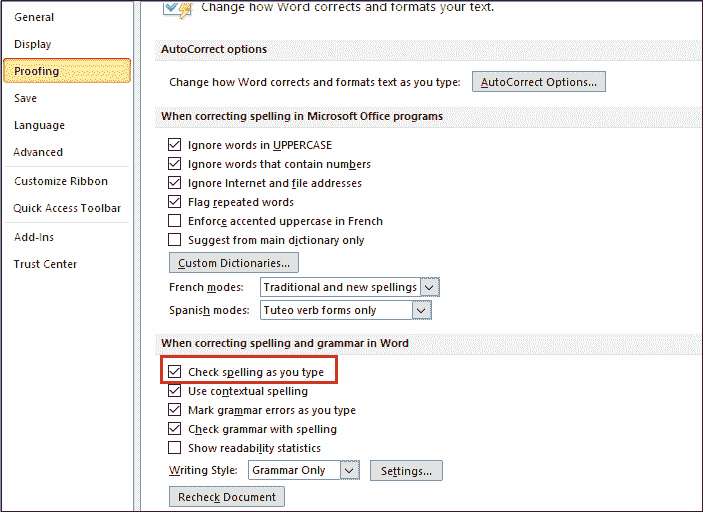 General
Display
Proofing
Save
Language
Advanced
Customize Ribbon
Quick Access Toolbar
Add-Ins
Trust Center
Change how Word corrects and formats your text.
AutoCorrect options
Change how Word corrects and formats text as you type: AutoCorrect Options...
When correcting spelling in Microsoft Office programs
Ignore words in UPPERCASE
Ignore words that contain numbers
Ignore Internet and file addresses
Flag repeated words
Enforce accented uppercase in French
Suggest from main dictionary only
Custom Dictionaries...
French modes: Traditional and new spellings
Spanish modes: Tuteo verb forms only
When correcting spelling and grammar in Word
Check spelling as you type
Use contextual spelling
Mark grammar errors as you type
Check grammar with spelling
Show readability statistics
Writing Style: Grammar Only Settings...
Recheck Document